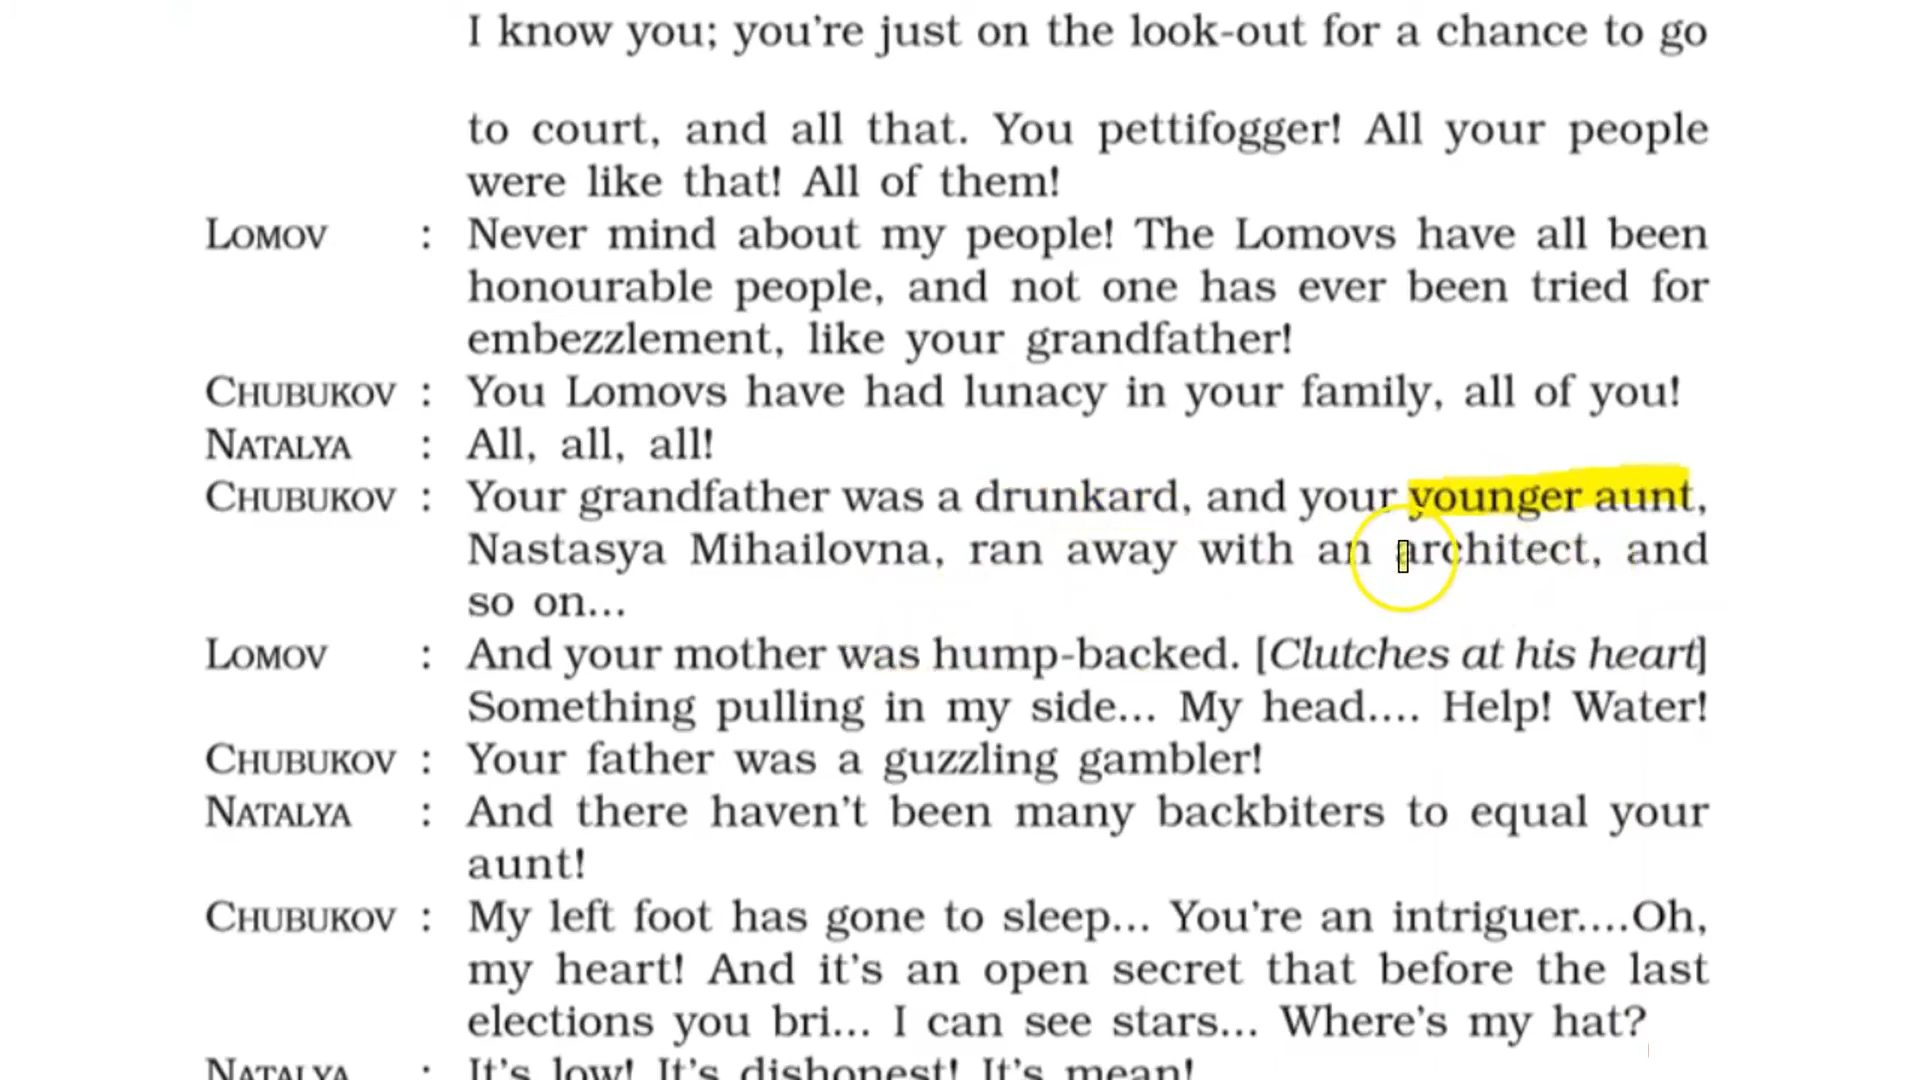 I know you; you're just on the look-out for a chance to go
to court, and all that. You pettifogger! All your people
were like that! All of them!
LOMOV : Never mind about my people! The Lomovs have all been
honourable people, and not one has ever been tried for
embezzlement, like your grandfather!
CHUBUKOV : You Lomovs have had lunacy in your family, all of you!
NATALYA : All, all, all!
CHUBUKOV : Your grandfather was a drunkard, and your younger aunt,
Nastasya Mihailovna, ran away with an architect, and
so on...
LOMOV : And your mother was hump-backed. [Clutches at his heart]
Something pulling in my side... My head.... Help! Water!
CHUBUKOV : Your father was a guzzling gambler!
NATALYA : And there haven't been many backbiters to equal your
aunt!
CHUBUKOV : My left foot has gone to sleep... You're an intriguer....Oh,
my heart! And it's an open secret that before the last
elections you bri... I can see stars... Where's my hat?
NATALYA : It's low! It's dishonest! It's mean!